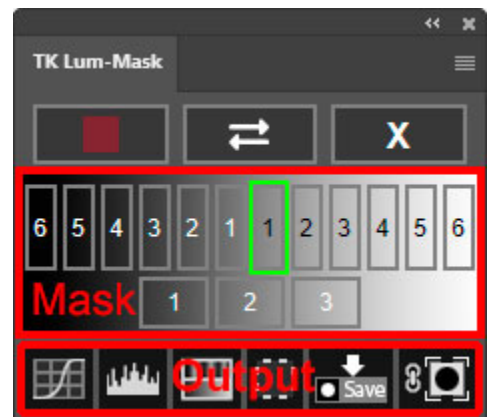 TK Lum-Mask
X
6 5 4 3 2 1 1 2 3 4 5 6
Mask 1 2 3
Output
Save